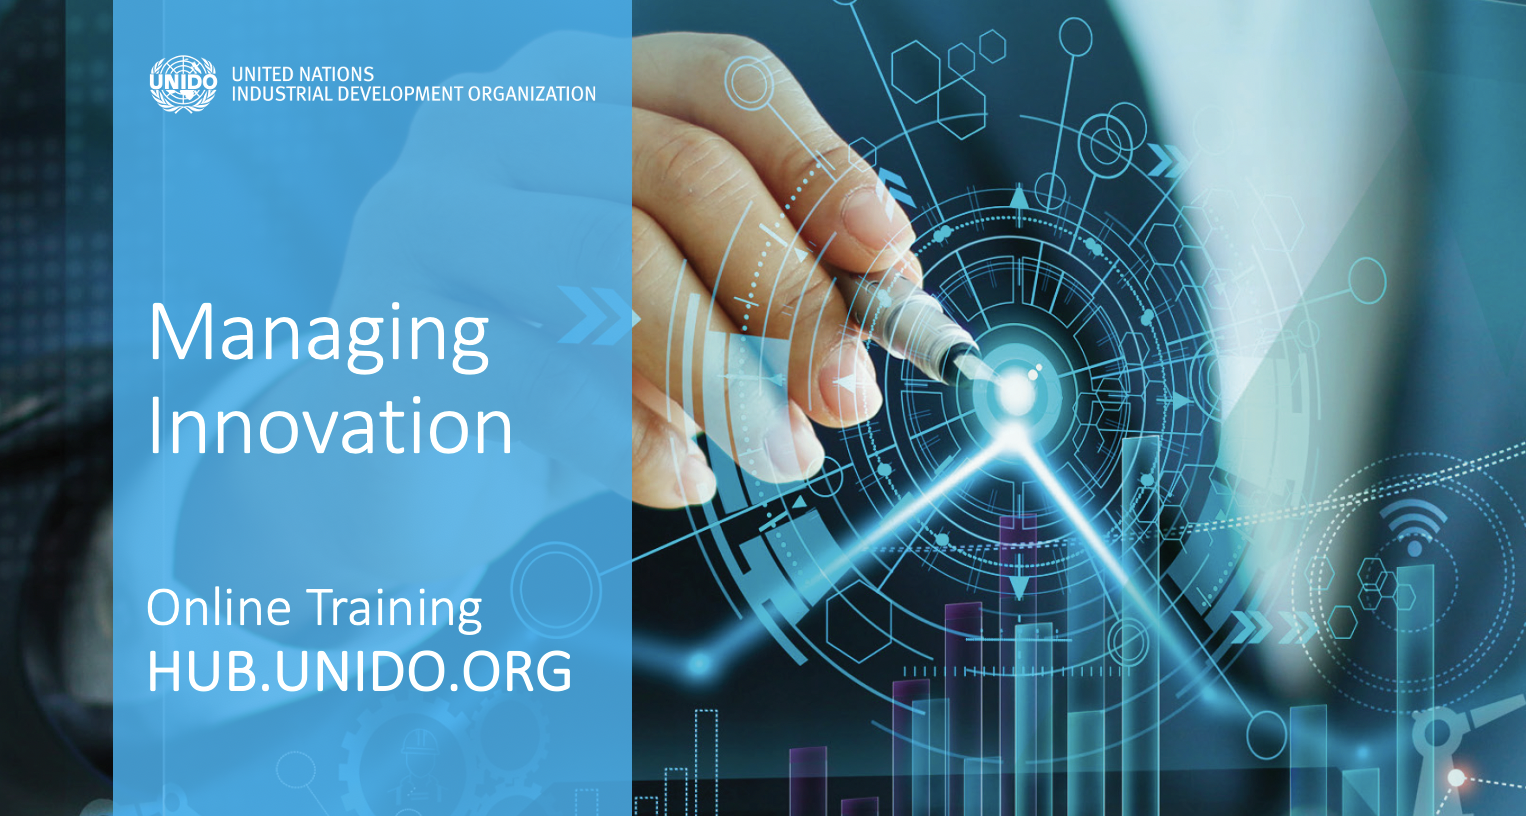 UNIDO
UNITED NATIONS
INDUSTRIAL DEVELOPMENT ORGANIZATION
Managing
Innovation
Online Training
HUB.UNIDO.ORG